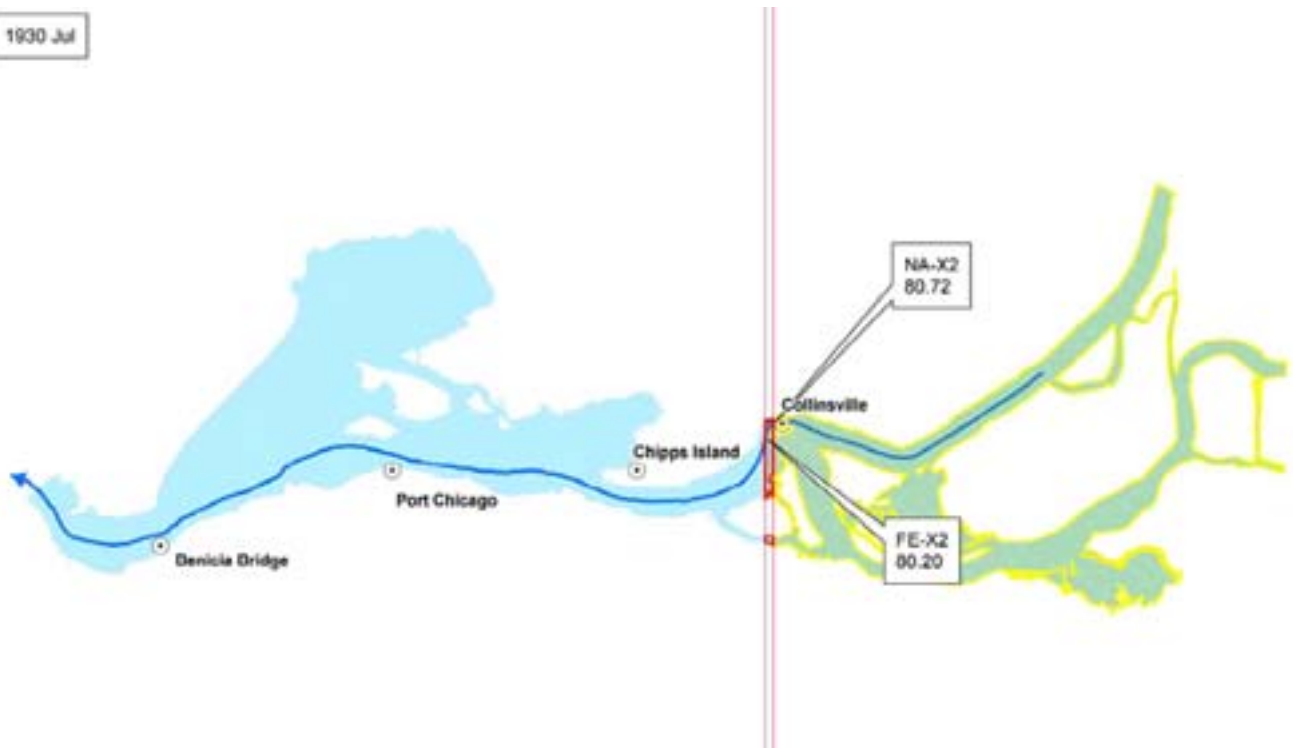 1930 Jul
NA-X2
80.72
Collinsville
Chipps Island
Port Chicago
FE-X2
80.20
Benicia Bridge